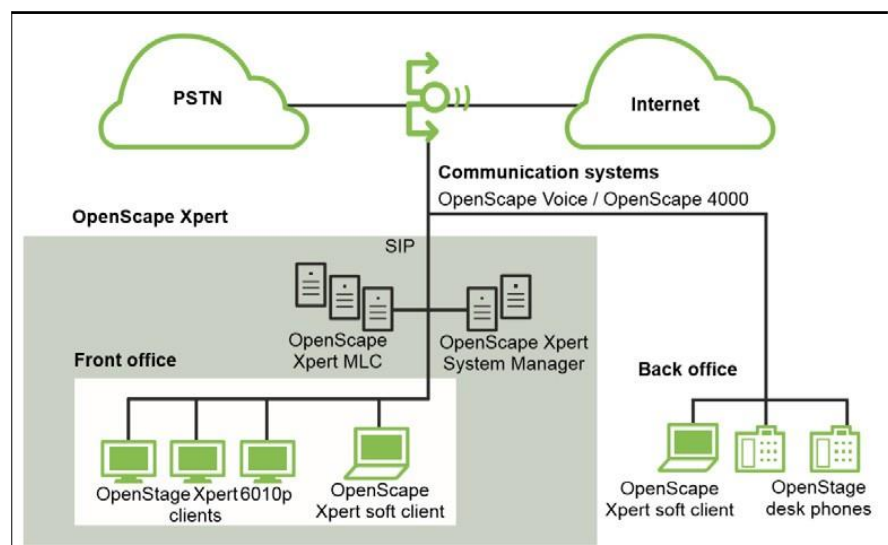 PSTN
Internet
Communication systems
OpenScape Voice / OpenScape 4000
OpenScape Xpert
SIP
OpenScape
Xpert MLC
OpenScape Xpert
System Manager
Front office
Back office
OpenStage Xpert 6010p
clients
OpenScape
Xpert soft client
OpenScape
Xpert soft client
OpenStage
desk phones